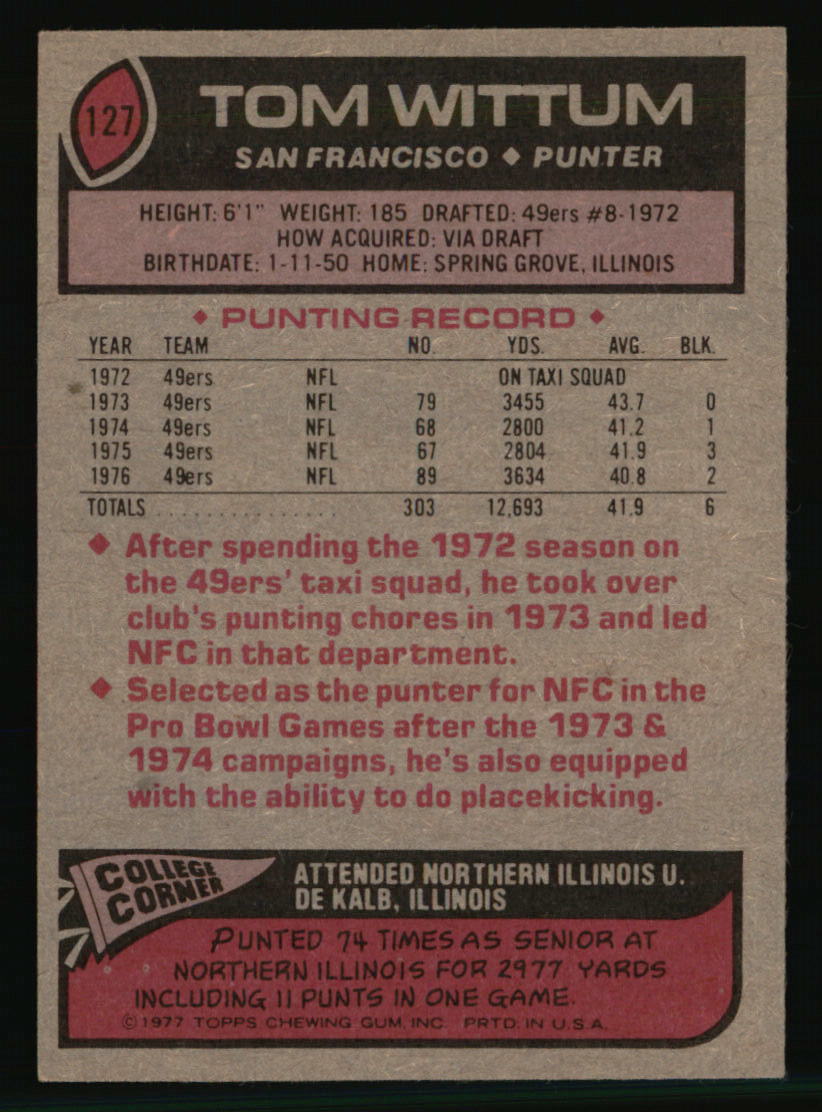 127
TOM WITTUM
SAN FRANCISCO ♦ PUNTER
HEIGHT: 6'1" WEIGHT: 185 DRAFTED: 49ers #8-1972
HOW ACQUIRED: VIA DRAFT
BIRTHDATE: 1-11-50 HOME: SPRING GROVE, ILLINOIS
♦ PUNTING RECORD ♦
YEAR TEAM NO. YDS. AVG. BLK.
1972 49ers NFL ON TAXI SQUAD
1973 49ers NFL 79 3455 43.7 0
1974 49ers NFL 68 2800 41.2 1
1975 49ers NFL 67 2804 41.9 3
1976 49ers NFL 89 3634 40.8 2
TOTALS . . . . . . . . . . . . . . . 303 12,693 41.9 6
♦ After spending the 1972 season on
the 49ers' taxi squad, he took over
club's punting chores in 1973 and led
NFC in that department.
♦ Selected as the punter for NFC in the
Pro Bowl Games after the 1973 &
1974 campaigns, he's also equipped
with the ability to do placekicking.
COLLEGE
CORNER
ATTENDED NORTHERN ILLINOIS U.
DE KALB, ILLINOIS
PUNTED 74 TIMES AS SENIOR AT
NORTHERN ILLINOIS FOR 2977 YARDS
INCLUDING 11 PUNTS IN ONE GAME.
©1977 TOPPS CHEWING GUM, INC. PRTD. IN U.S.A.